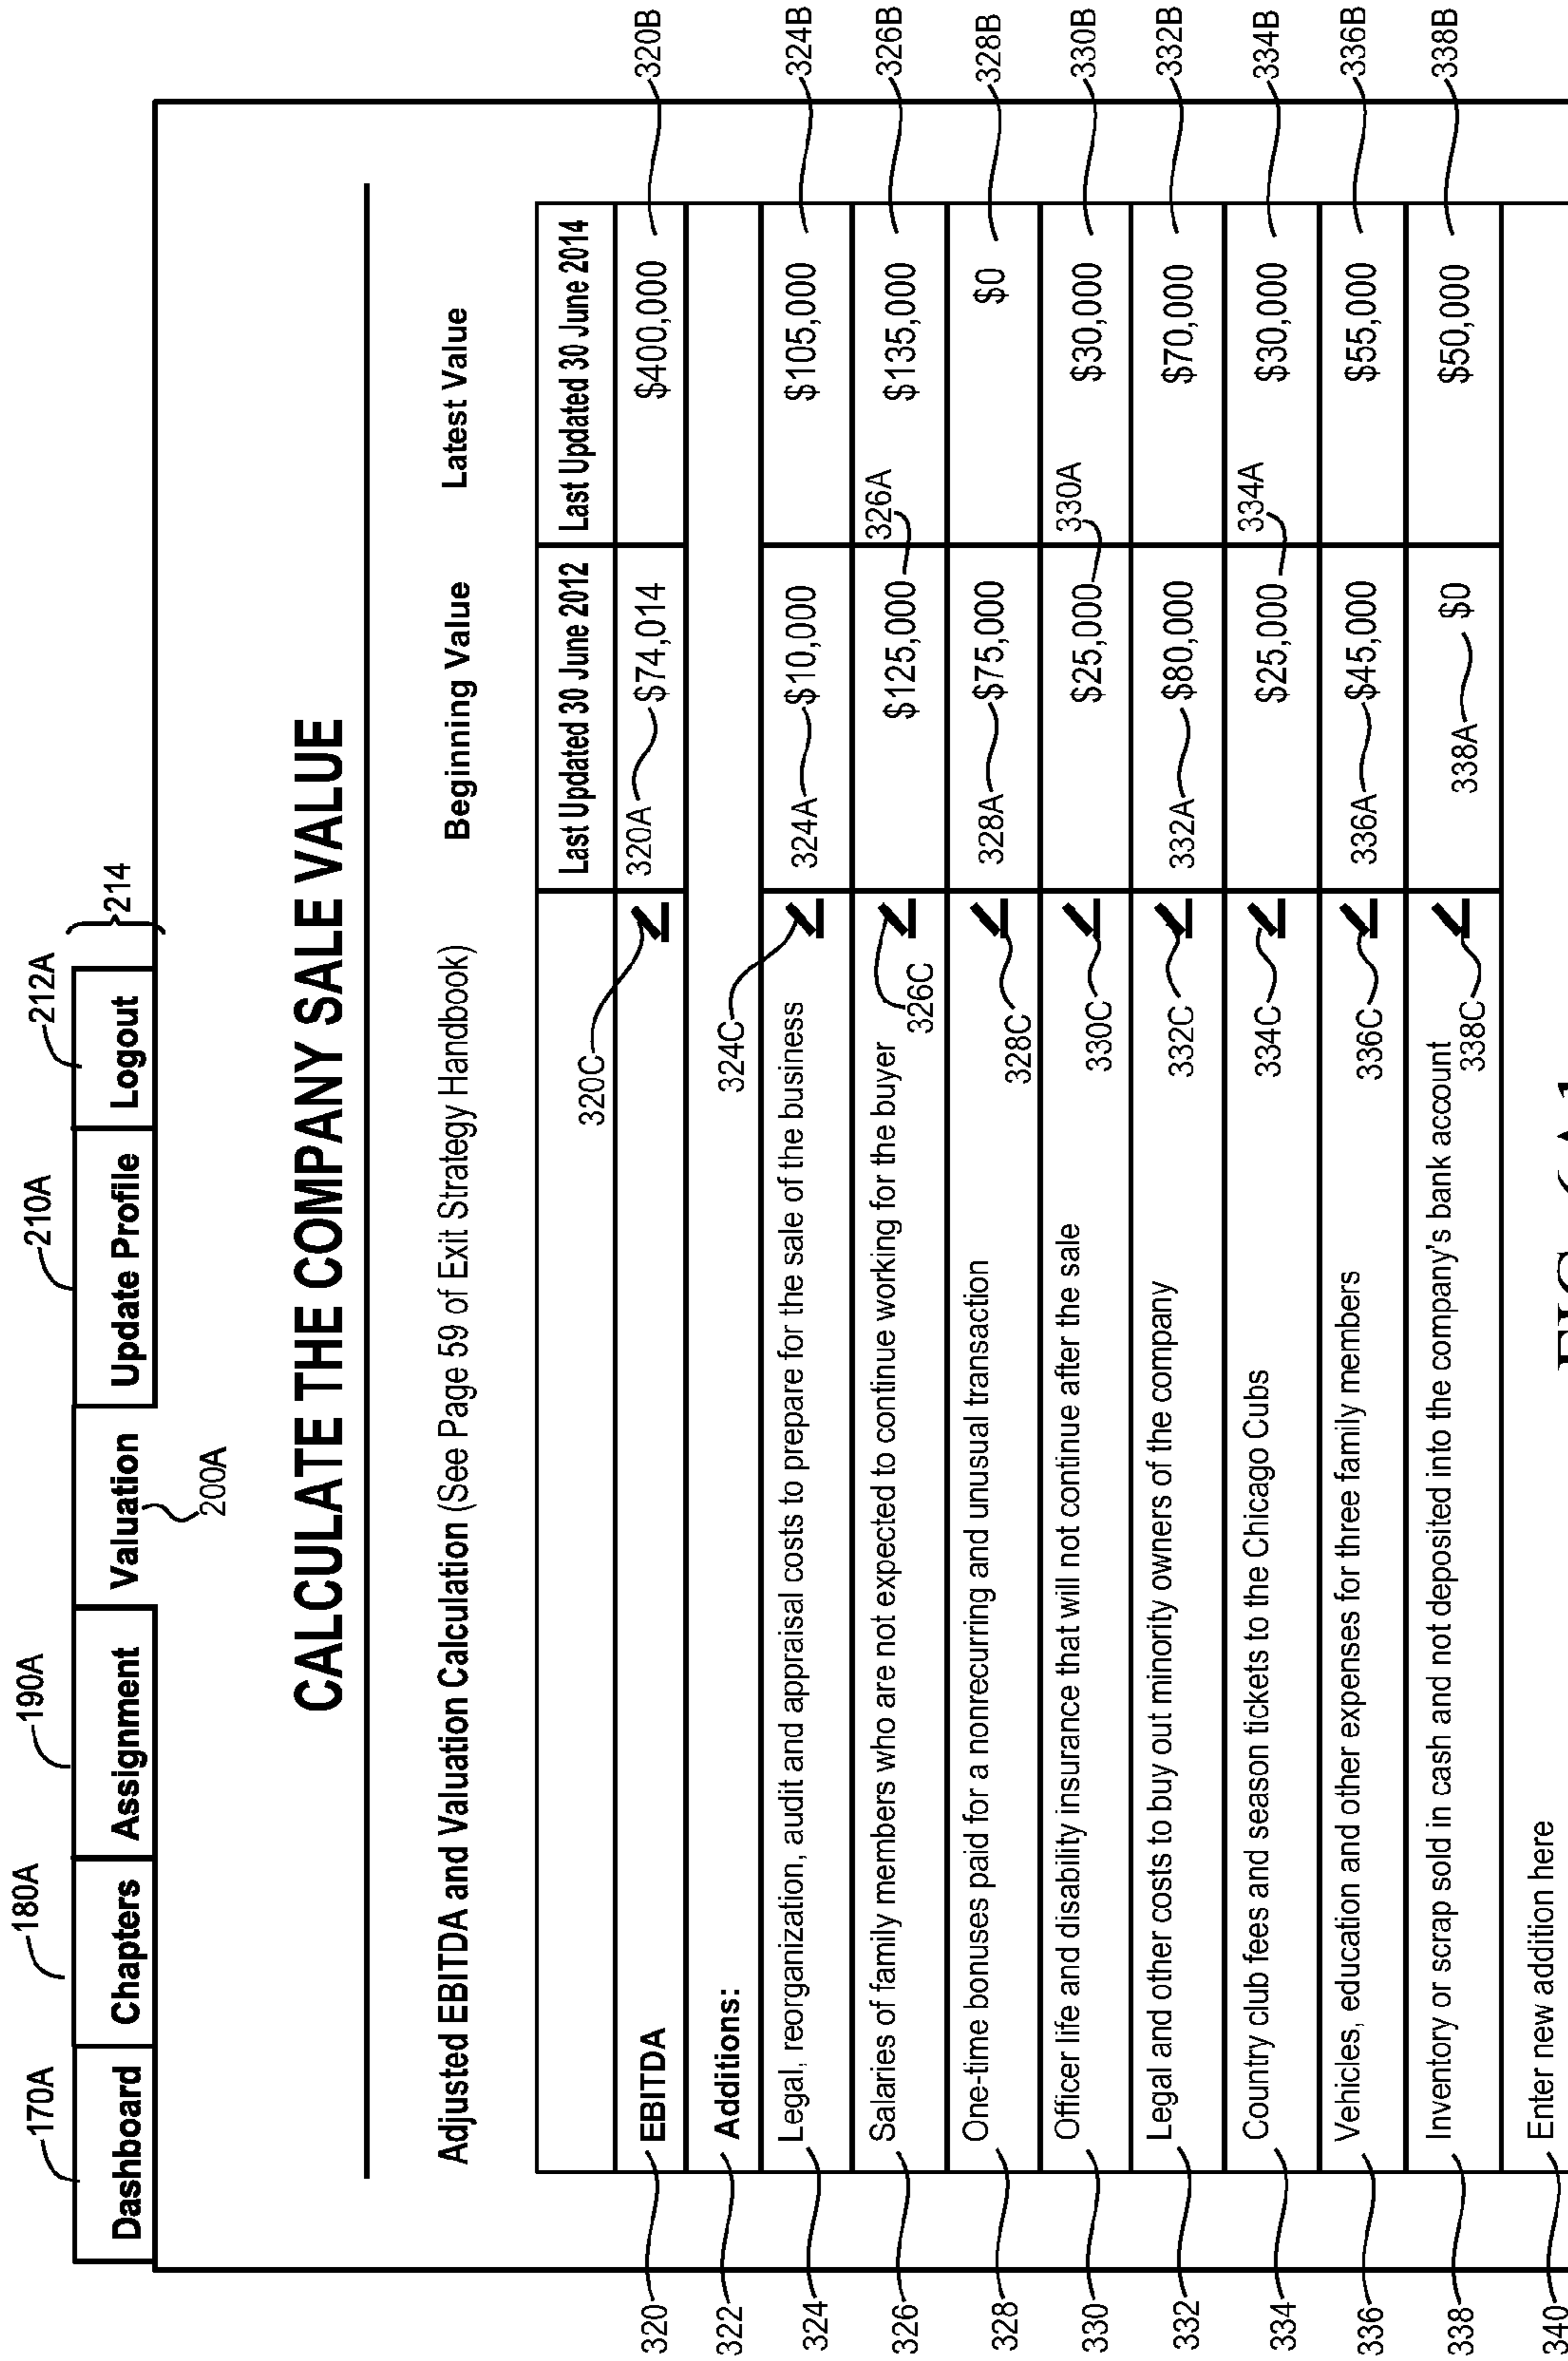 170A 180A 190A 210A 212A
Dashboard Chapters Assignment Valuation Update Profile Logout 214
200A
CALCULATE THE COMPANY SALE VALUE
Adjusted EBITDA and Valuation Calculation (See Page 59 of Exit Strategy Handbook) Beginning Value Latest Value
320C Last Updated 30 June 2012 Last Updated 30 June 2014
320 EBITDA 320A $74,014 $400,000 320B
322 Additions: 324C
324 Legal, reorganization, audit and appraisal costs to prepare for the sale of the business 324A $10,000 $105,000 324B
326 Salaries of family members who are not expected to continue working for the buyer 326C $125,000 326A $135,000 326B
328 One-time bonuses paid for a nonrecurring and unusual transaction 328C 328A $75,000 $0 328B
330 Officer life and disability insurance that will not continue after the sale 330C $25,000 330A $30,000 330B
332 Legal and other costs to buy out minority owners of the company 332C 332A $80,000 $70,000 332B
334 Country club fees and season tickets to the Chicago Cubs 334C $25,000 334A $30,000 334B
336 Vehicles, education and other expenses for three family members 336C 336A $45,000 $55,000 336B
338 Inventory or scrap sold in cash and not deposited into the company's bank account 338C 338A $0 $50,000 338B
340 Enter new addition here